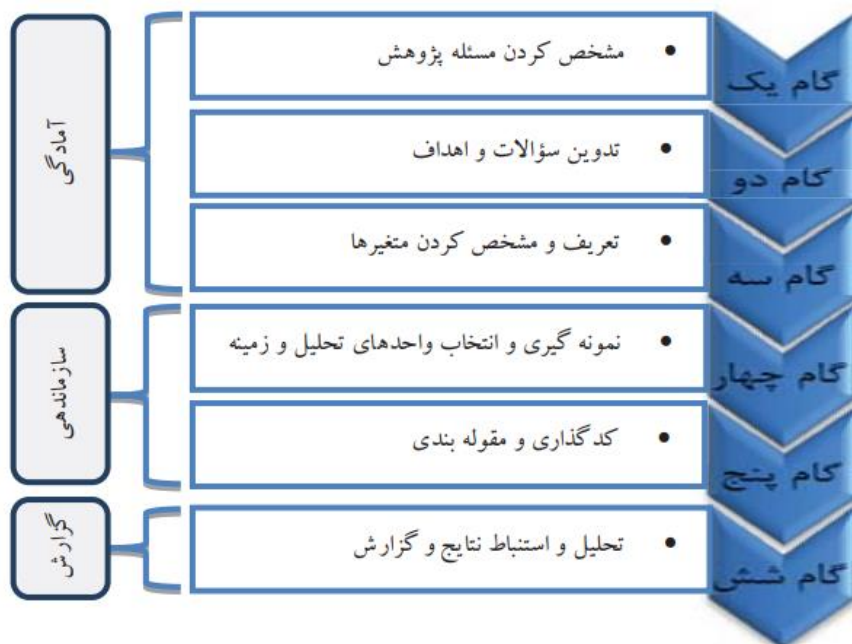 گام یک
مشخص کردن مسئله پژوهش
گام دو
تدوین سؤالات و اهداف
گام سه
تعریف و مشخص کردن متغیرها
آمادگی
گام چهار
نمونه گیری و انتخاب واحدهای تحلیل و زمینه
گام پنج
کدگذاری و مقوله بندی
سازماندهی
گام شش
تحلیل و استنباط نتایج و گزارش
گزارش